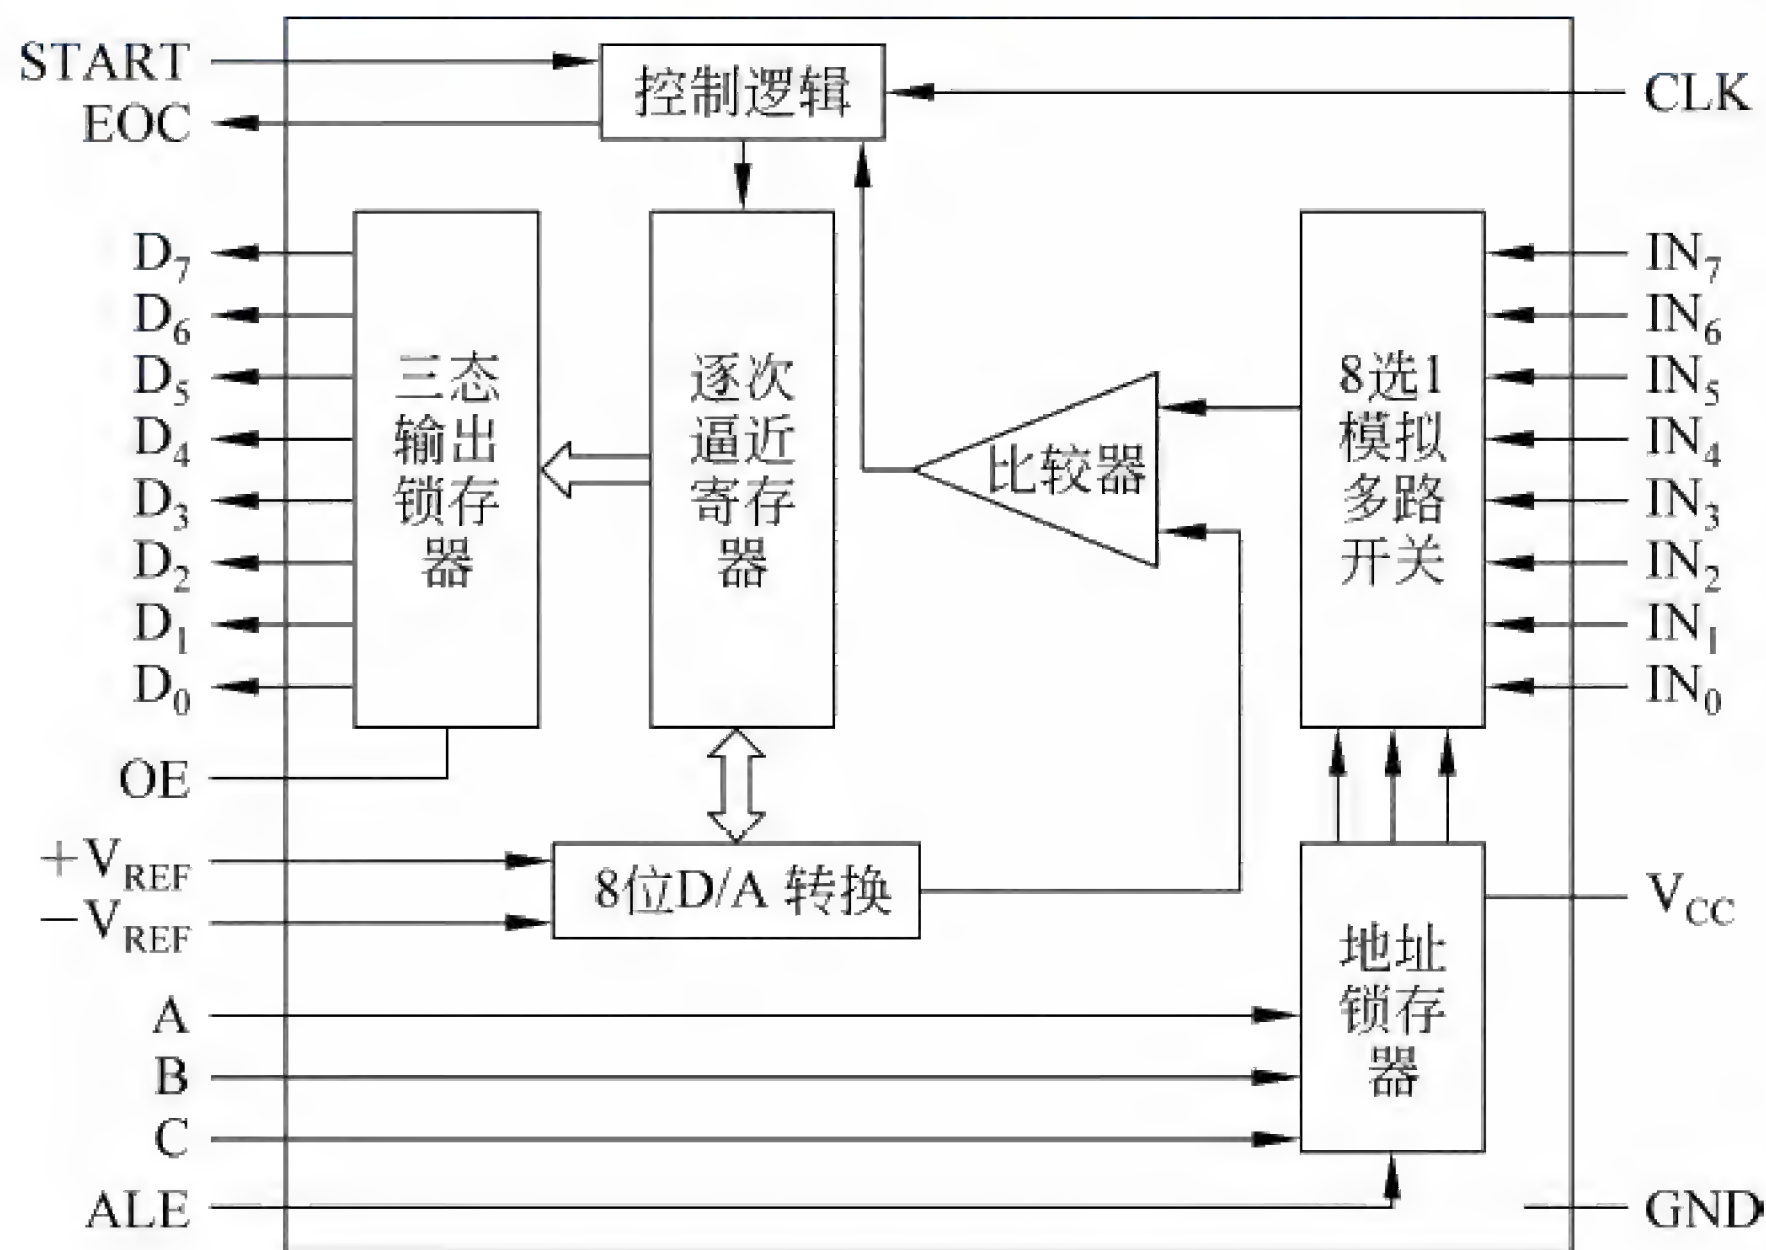 START
EOC
控制逻辑
CLK
D7
D6
D5
D4
D3
D2
D1
D0
三态
输出
锁存
器
逐次
逼近
寄存
器
比较器
8选1
模拟
多路
开关
IN7
IN6
IN5
IN4
IN3
IN2
IN1
IN0
OE
+VREF
−VREF
8位D/A 转换
VCC
地址
锁存
器
A
B
C
ALE
GND